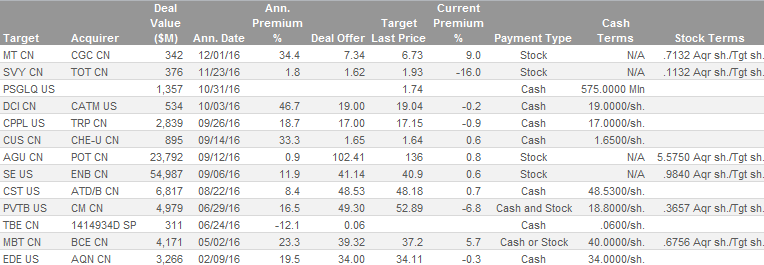 Deal Ann. Target Current
Value Premium Premium Cash
Target Acquirer ($M) Ann. Date % Deal Offer Last Price % Payment Type Terms Stock Terms
MT CN CGC CN 342 12/01/16 34.4 7.34 6.73 9.0 Stock N/A .7132 Aqr sh./Tgt sh.
SVY CN TOT CN 376 11/23/16 1.8 1.62 1.93 -16.0 Stock N/A .1132 Aqr sh./Tgt sh.
PSGLQ US 1,357 10/31/16 1.74 Cash 575.0000 Mln
DCI CN CATM US 534 10/03/16 46.7 19.00 19.04 -0.2 Cash 19.0000/sh.
CPPL US TRP CN 2,839 09/26/16 18.7 17.00 17.15 -0.9 Cash 17.0000/sh.
CUS CN CHE-U CN 895 09/14/16 33.3 1.65 1.64 0.6 Cash 1.6500/sh.
AGU CN POT CN 23,792 09/12/16 0.9 102.41 136 0.8 Stock N/A 5.5750 Aqr sh./Tgt sh.
SE US ENB CN 54,987 09/06/16 11.9 41.14 40.9 0.6 Stock N/A .9840 Aqr sh./Tgt sh.
CST US ATD/B CN 6,817 08/22/16 8.4 48.53 48.18 0.7 Cash 48.5300/sh.
PVTB US CM CN 4,979 06/29/16 16.5 49.30 52.89 -6.8 Cash and Stock 18.8000/sh. .3657 Aqr sh./Tgt sh.
TBE CN 1414934D SP 311 06/24/16 -12.1 0.06 Cash .0600/sh.
MBT CN BCE CN 4,171 05/02/16 23.3 39.32 37.2 5.7 Cash or Stock 40.0000/sh. .6756 Aqr sh./Tgt sh.
EDE US AQN CN 3,266 02/09/16 19.5 34.00 34.11 -0.3 Cash 34.0000/sh.